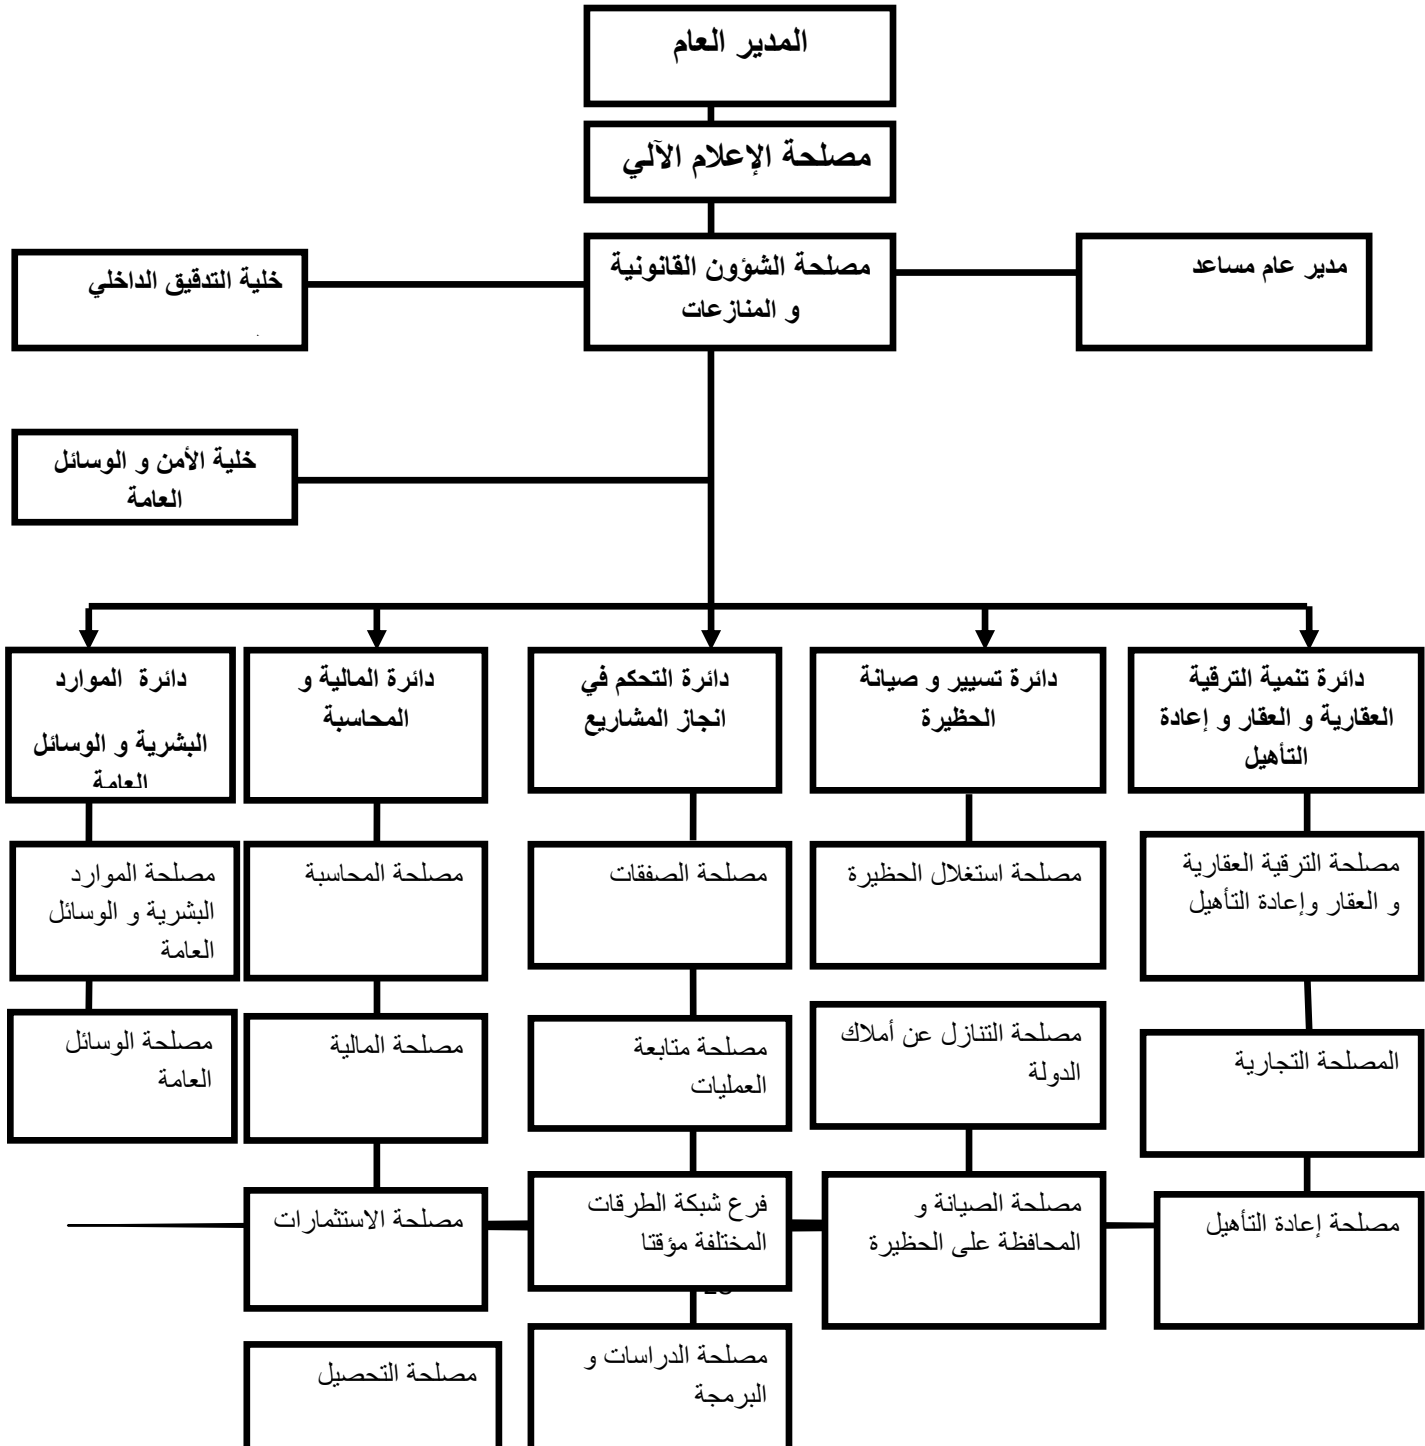 المدير العام
مصلحة الإعلام الآلي
مدير عام مساعد
مصلحة الشؤون القانونية
و المنازعات
خلية التدقيق الداخلي
.
خلية الأمن و الوسائل
العامة
دائرة تنمية الترقية
العقارية و العقار و إعادة
التأهيل
دائرة تسيير و صيانة
الحظيرة
دائرة التحكم في
انجاز المشاريع
دائرة المالية و
المحاسبة
دائرة الموارد
البشرية و الوسائل
العامة
مصلحة الترقية العقارية
و العقار وإعادة التأهيل
مصلحة استغلال الحظيرة
مصلحة الصفقات
مصلحة المحاسبة
مصلحة الموارد
البشرية و الوسائل
العامة
المصلحة التجارية
مصلحة التنازل عن أملاك
الدولة
مصلحة متابعة
العمليات
مصلحة المالية
مصلحة الوسائل
العامة
مصلحة إعادة التأهيل
مصلحة الصيانة و
المحافظة على الحظيرة
فرع شبكة الطرقات
المختلفة مؤقتا
مصلحة الاستثمارات
مصلحة الدراسات و
البرمجة
مصلحة التحصيل